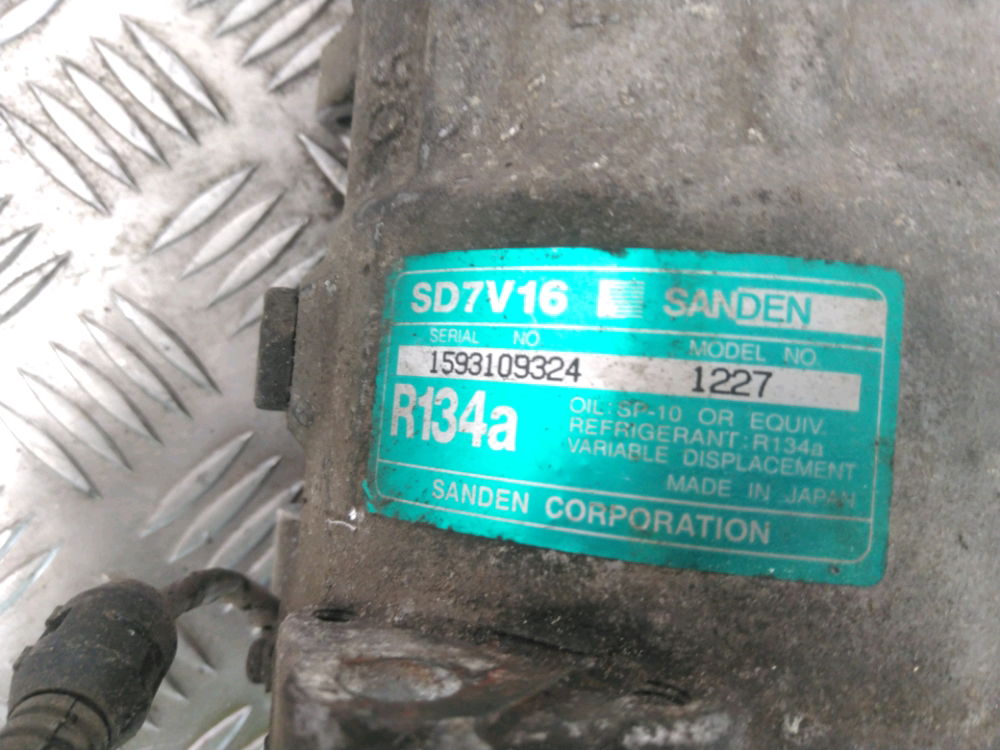 SD7V16 SANDEN
SERIAL NO. MODEL NO.
1593109324 1227
R134a
OIL: SP-10 OR EQUIV.
REFRIGERANT: R134a
VARIABLE DISPLACEMENT
MADE IN JAPAN
SANDEN CORPORATION